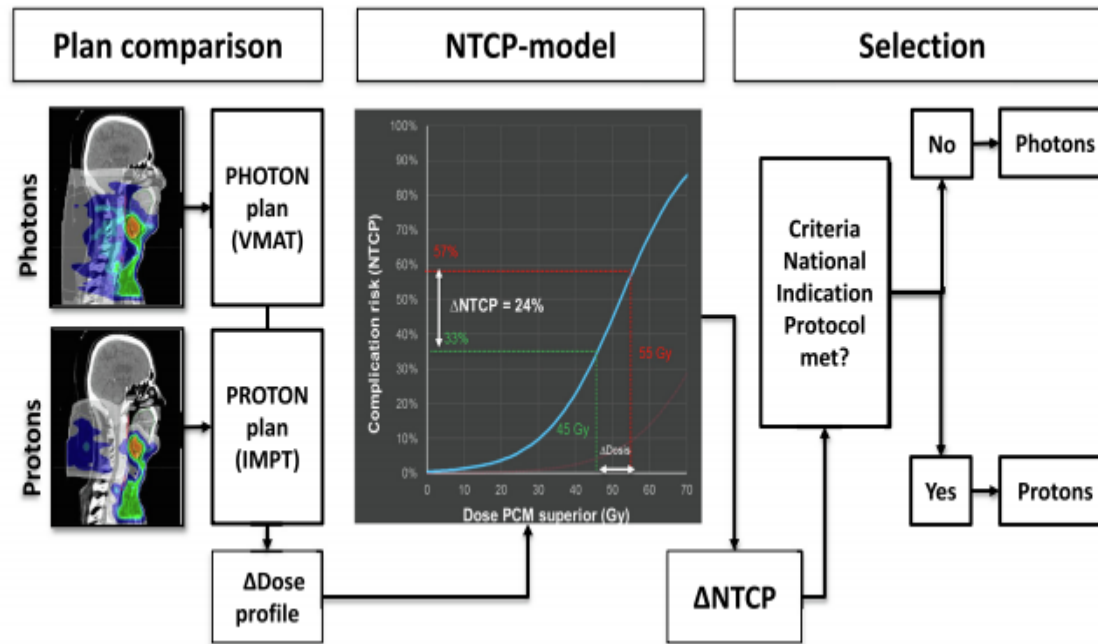 Plan comparison
NTCP-model
Selection
Photons
PHOTON
plan
(VMAT)
Protons
PROTON
plan
(IMPT)
ΔDose
profile
Complication risk (NTCP)
100%
90%
80%
70%
60%
50%
40%
30%
20%
10%
0%
57%
ΔNTCP = 24%
33%
45 Gy
55 Gy
ΔDosis
0
10
20
30
40
50
60
70
Dose PCM superior (Gy)
ΔNTCP
Criteria
National
Indication
Protocol
met?
No
Photons
Yes
Protons